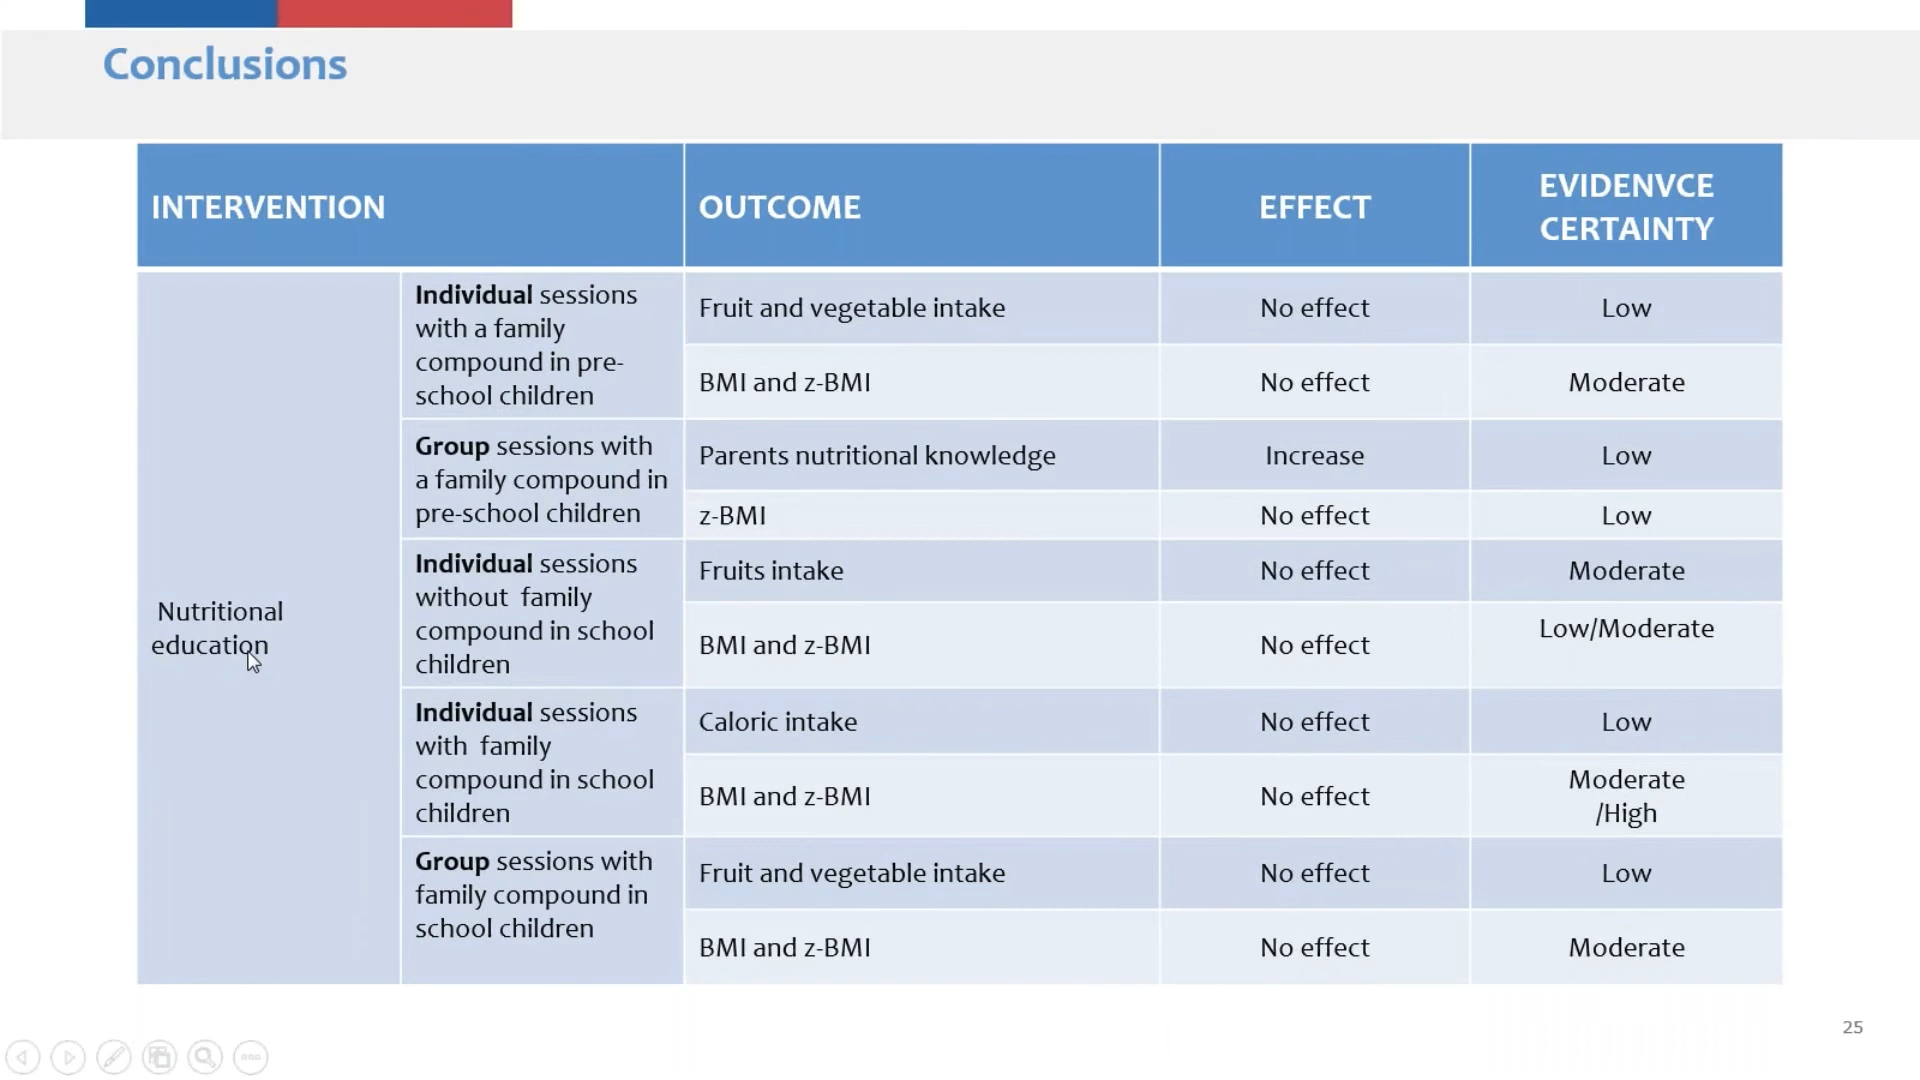 Conclusions
INTERVENTION
OUTCOME
EFFECT
EVIDENVCE
CERTAINTY
Nutritional
education
Individual sessions
with a family
compound in pre-
school children
Fruit and vegetable intake
No effect
Low
BMI and z-BMI
No effect
Moderate
Group sessions with
a family compound in
pre-school children
Parents nutritional knowledge
Increase
Low
z-BMI
No effect
Low
Individual sessions
without  family
compound in school
children
Fruits intake
No effect
Moderate
BMI and z-BMI
No effect
Low/Moderate
Individual sessions
with  family
compound in school
children
Caloric intake
No effect
Low
BMI and z-BMI
No effect
Moderate
/High
Group sessions with
family compound in
school children
Fruit and vegetable intake
No effect
Low
BMI and z-BMI
No effect
Moderate
25